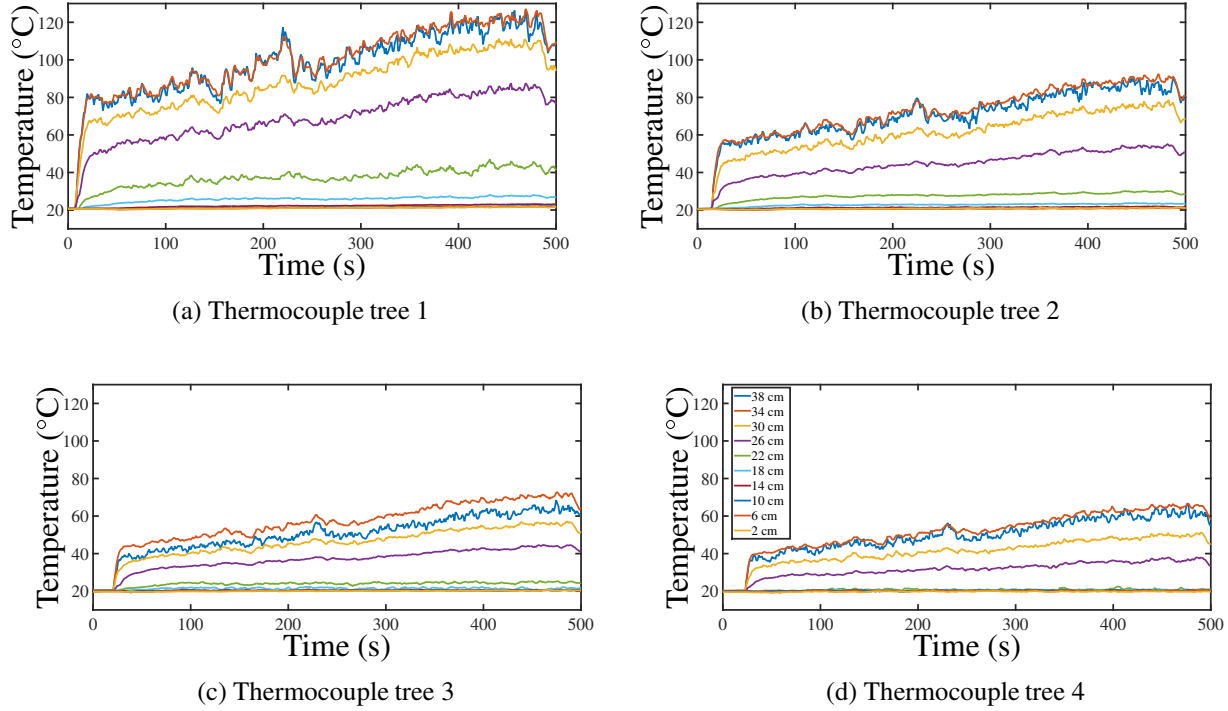 Temperature (°C)
120
100
80
60
40
20
0 100 200 300 400 500
Time (s)
(a) Thermocouple tree 1
Temperature (°C)
120
100
80
60
40
20
0 100 200 300 400 500
Time (s)
(b) Thermocouple tree 2
Temperature (°C)
120
100
80
60
40
20
0 100 200 300 400 500
Time (s)
(c) Thermocouple tree 3
Temperature (°C)
120
100
80
60
40
20
38 cm
34 cm
30 cm
26 cm
22 cm
18 cm
14 cm
10 cm
6 cm
2 cm
0 100 200 300 400 500
Time (s)
(d) Thermocouple tree 4